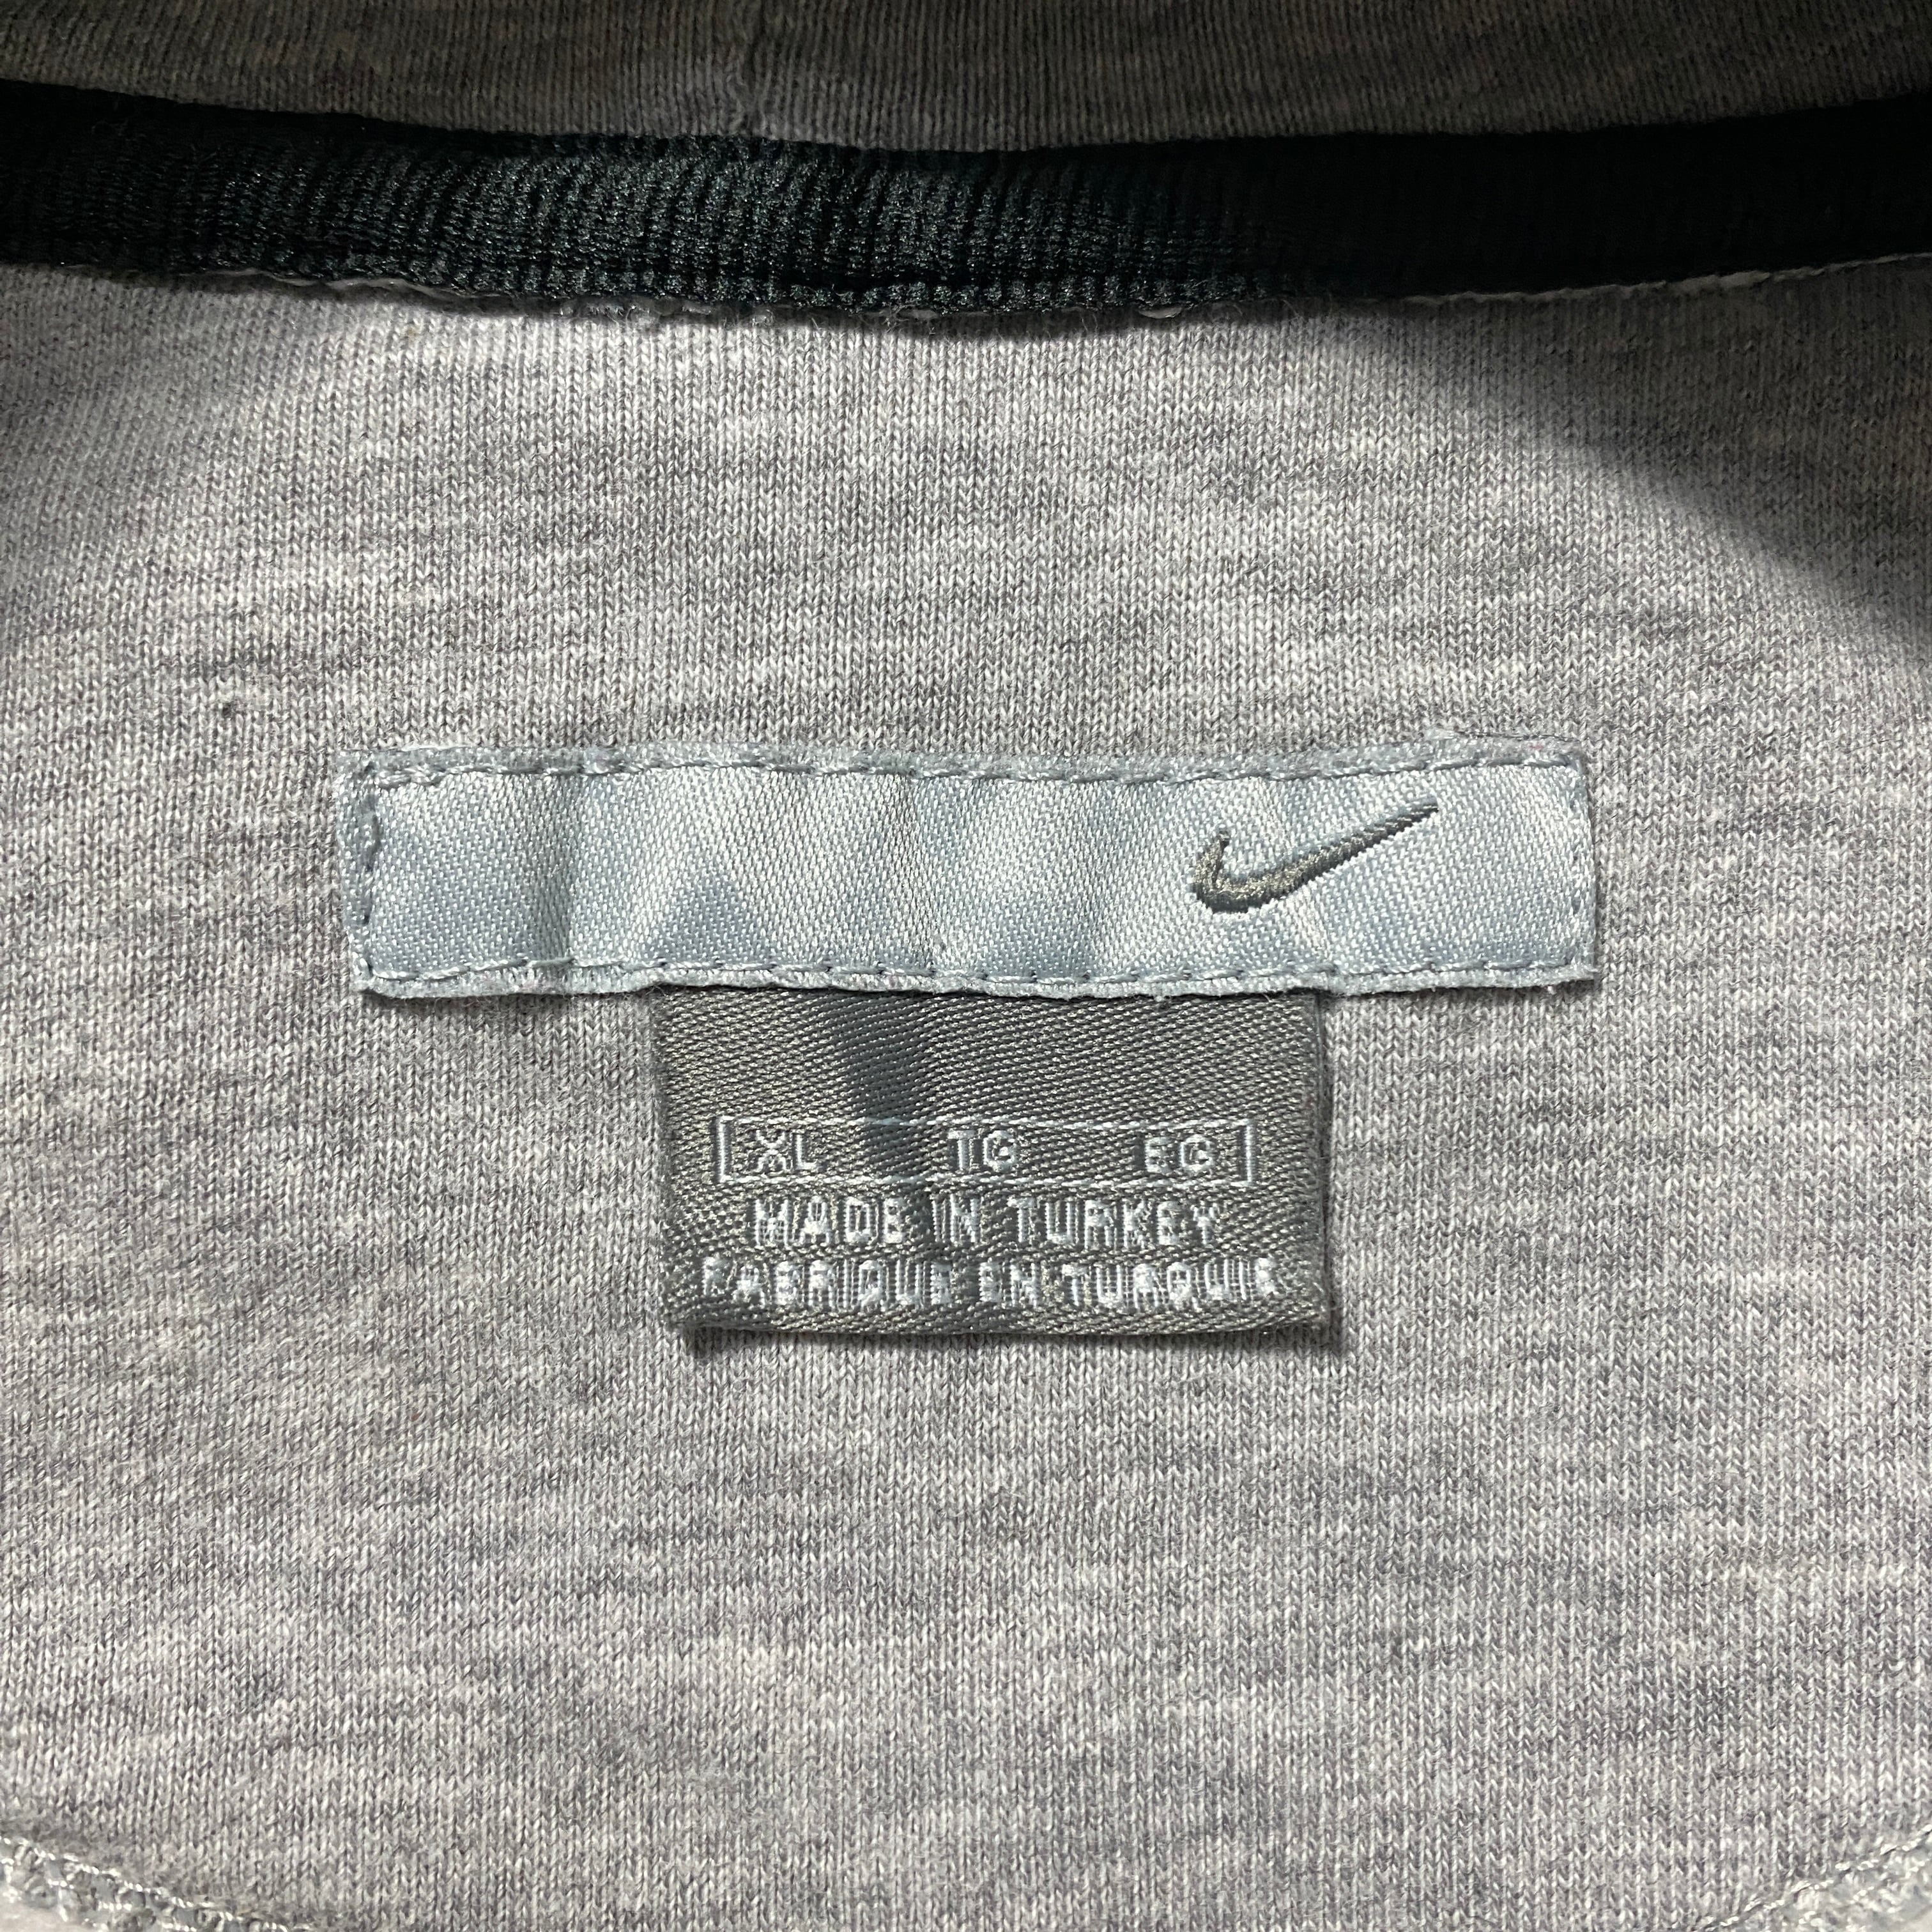 XL TG EG
MADE IN TURKEY
FABRIQUE EN TURQUIE